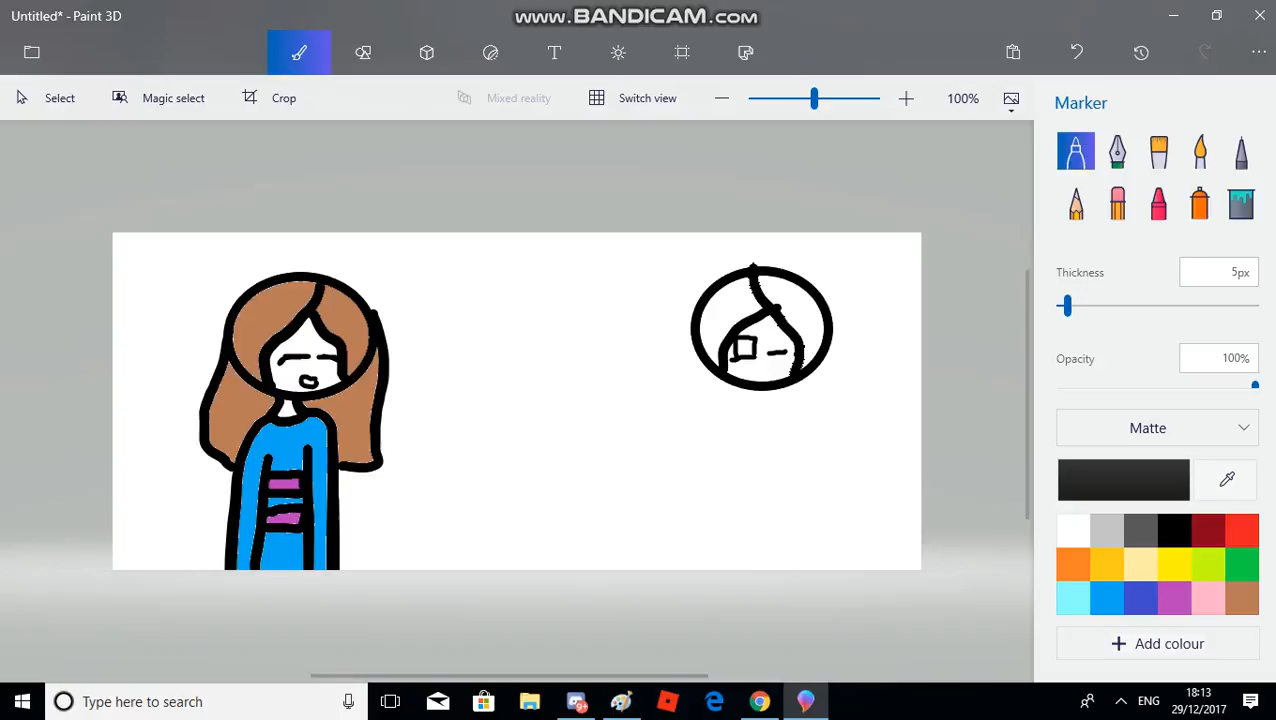 Untitled* - Paint 3D
www.BANDICAM.com
Select
Magic select
Crop
Mixed reality
Switch view
100%
Marker
Thickness
5px
Opacity
100%
Matte
Add colour
Type here to search
9+
ENG
18:13
29/12/2017